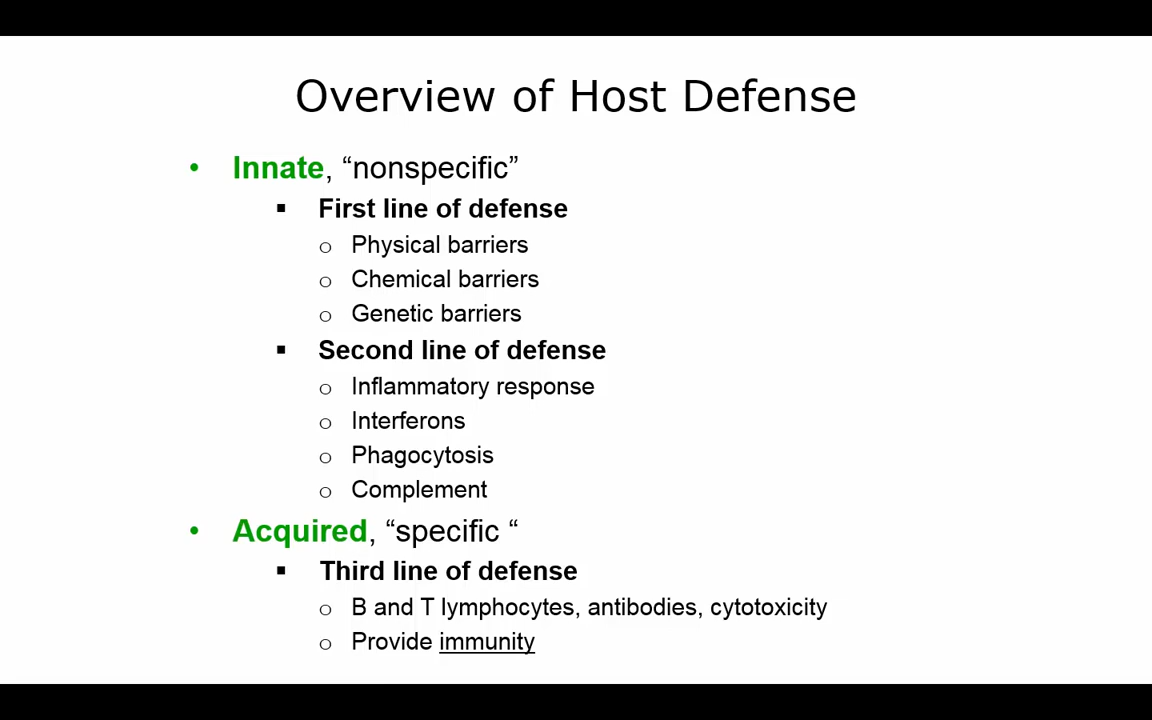 Overview of Host Defense
• Innate, “nonspecific”
▪ First line of defense
o Physical barriers
o Chemical barriers
o Genetic barriers
▪ Second line of defense
o Inflammatory response
o Interferons
o Phagocytosis
o Complement
• Acquired, “specific “
▪ Third line of defense
o B and T lymphocytes, antibodies, cytotoxicity
o Provide immunity